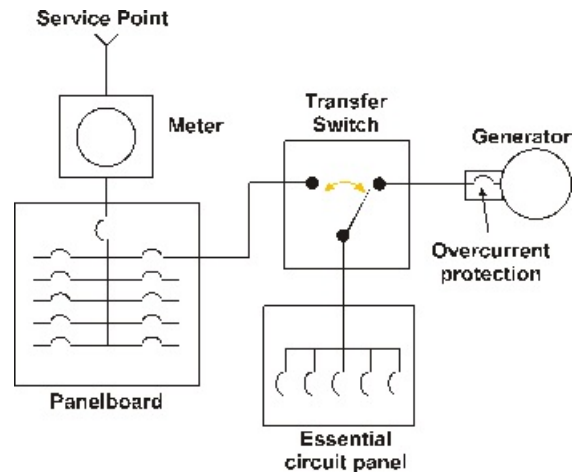 Service Point
Meter
Transfer
Switch
Generator
Overcurrent
protection
Panelboard
Essential
circuit panel